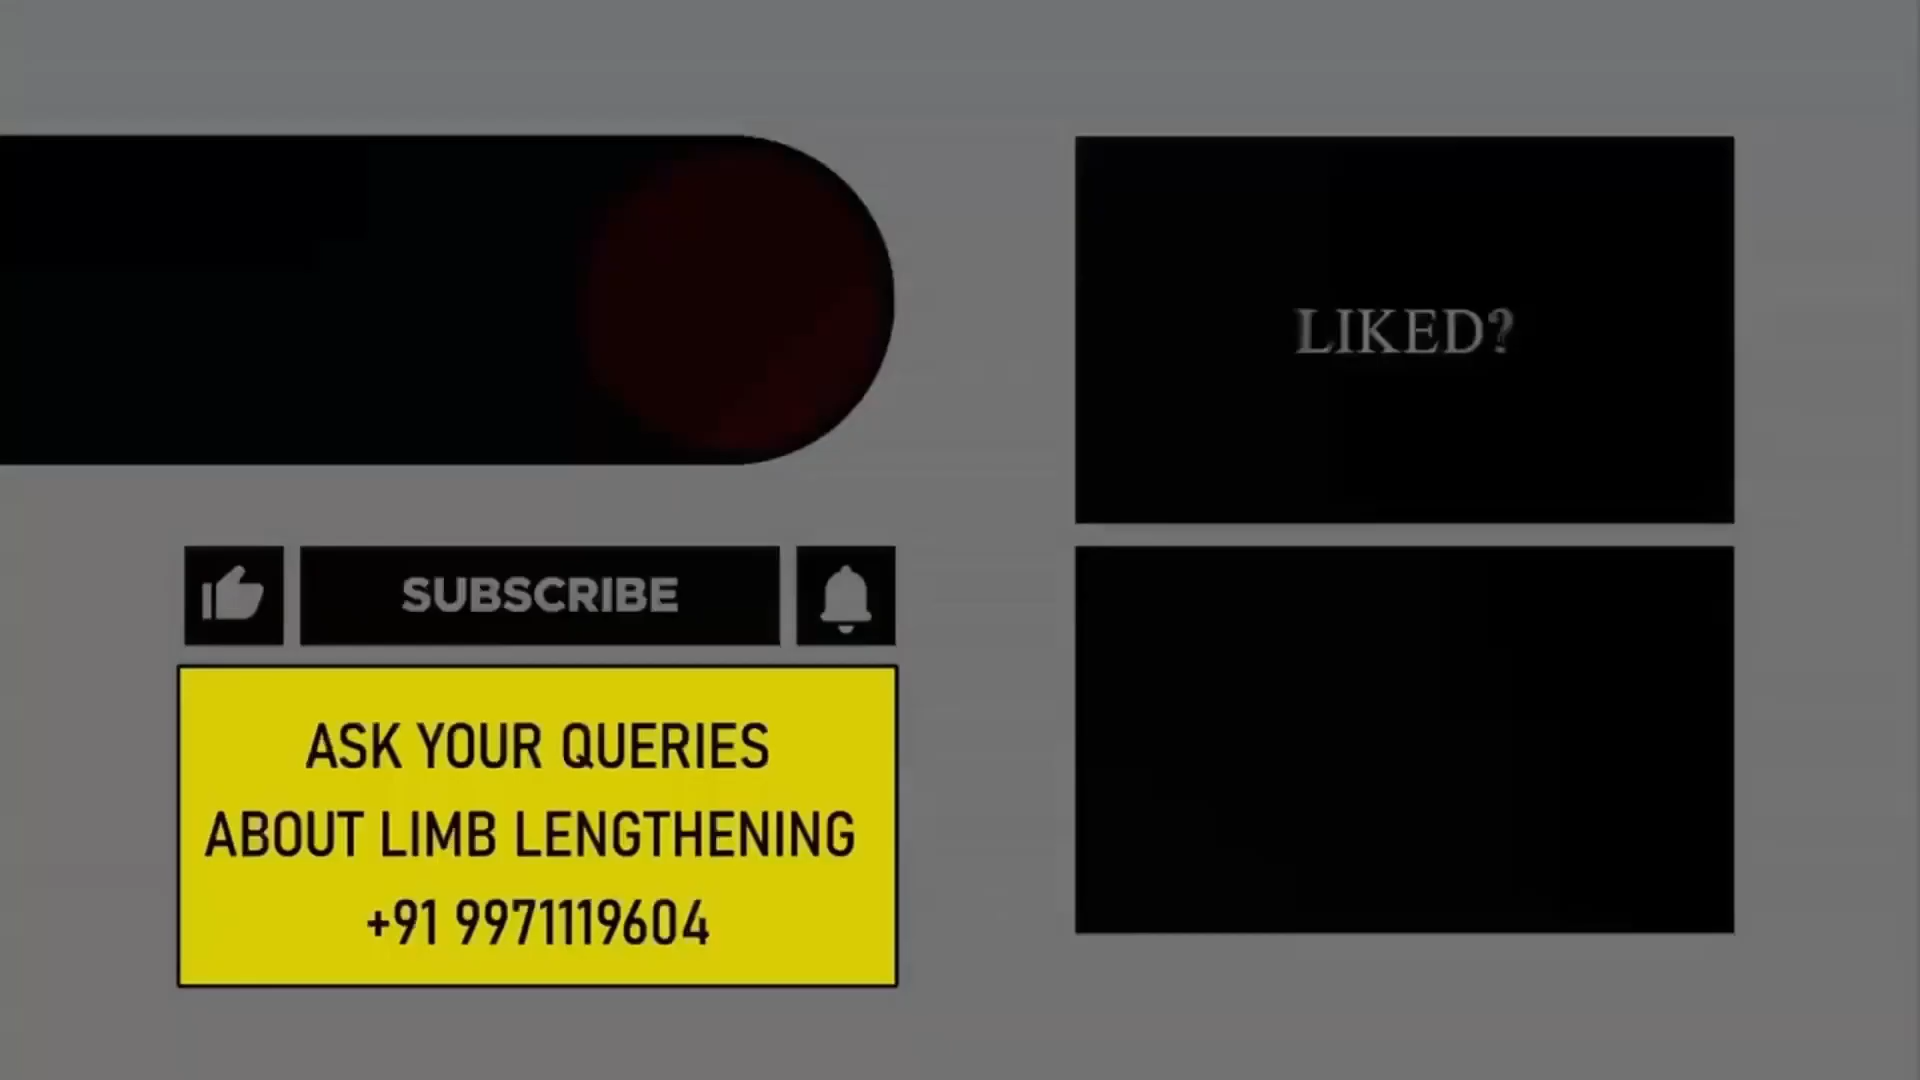 LIKED?
SUBSCRIBE
ASK YOUR QUERIES
ABOUT LIMB LENGTHENING
+91 9971119604